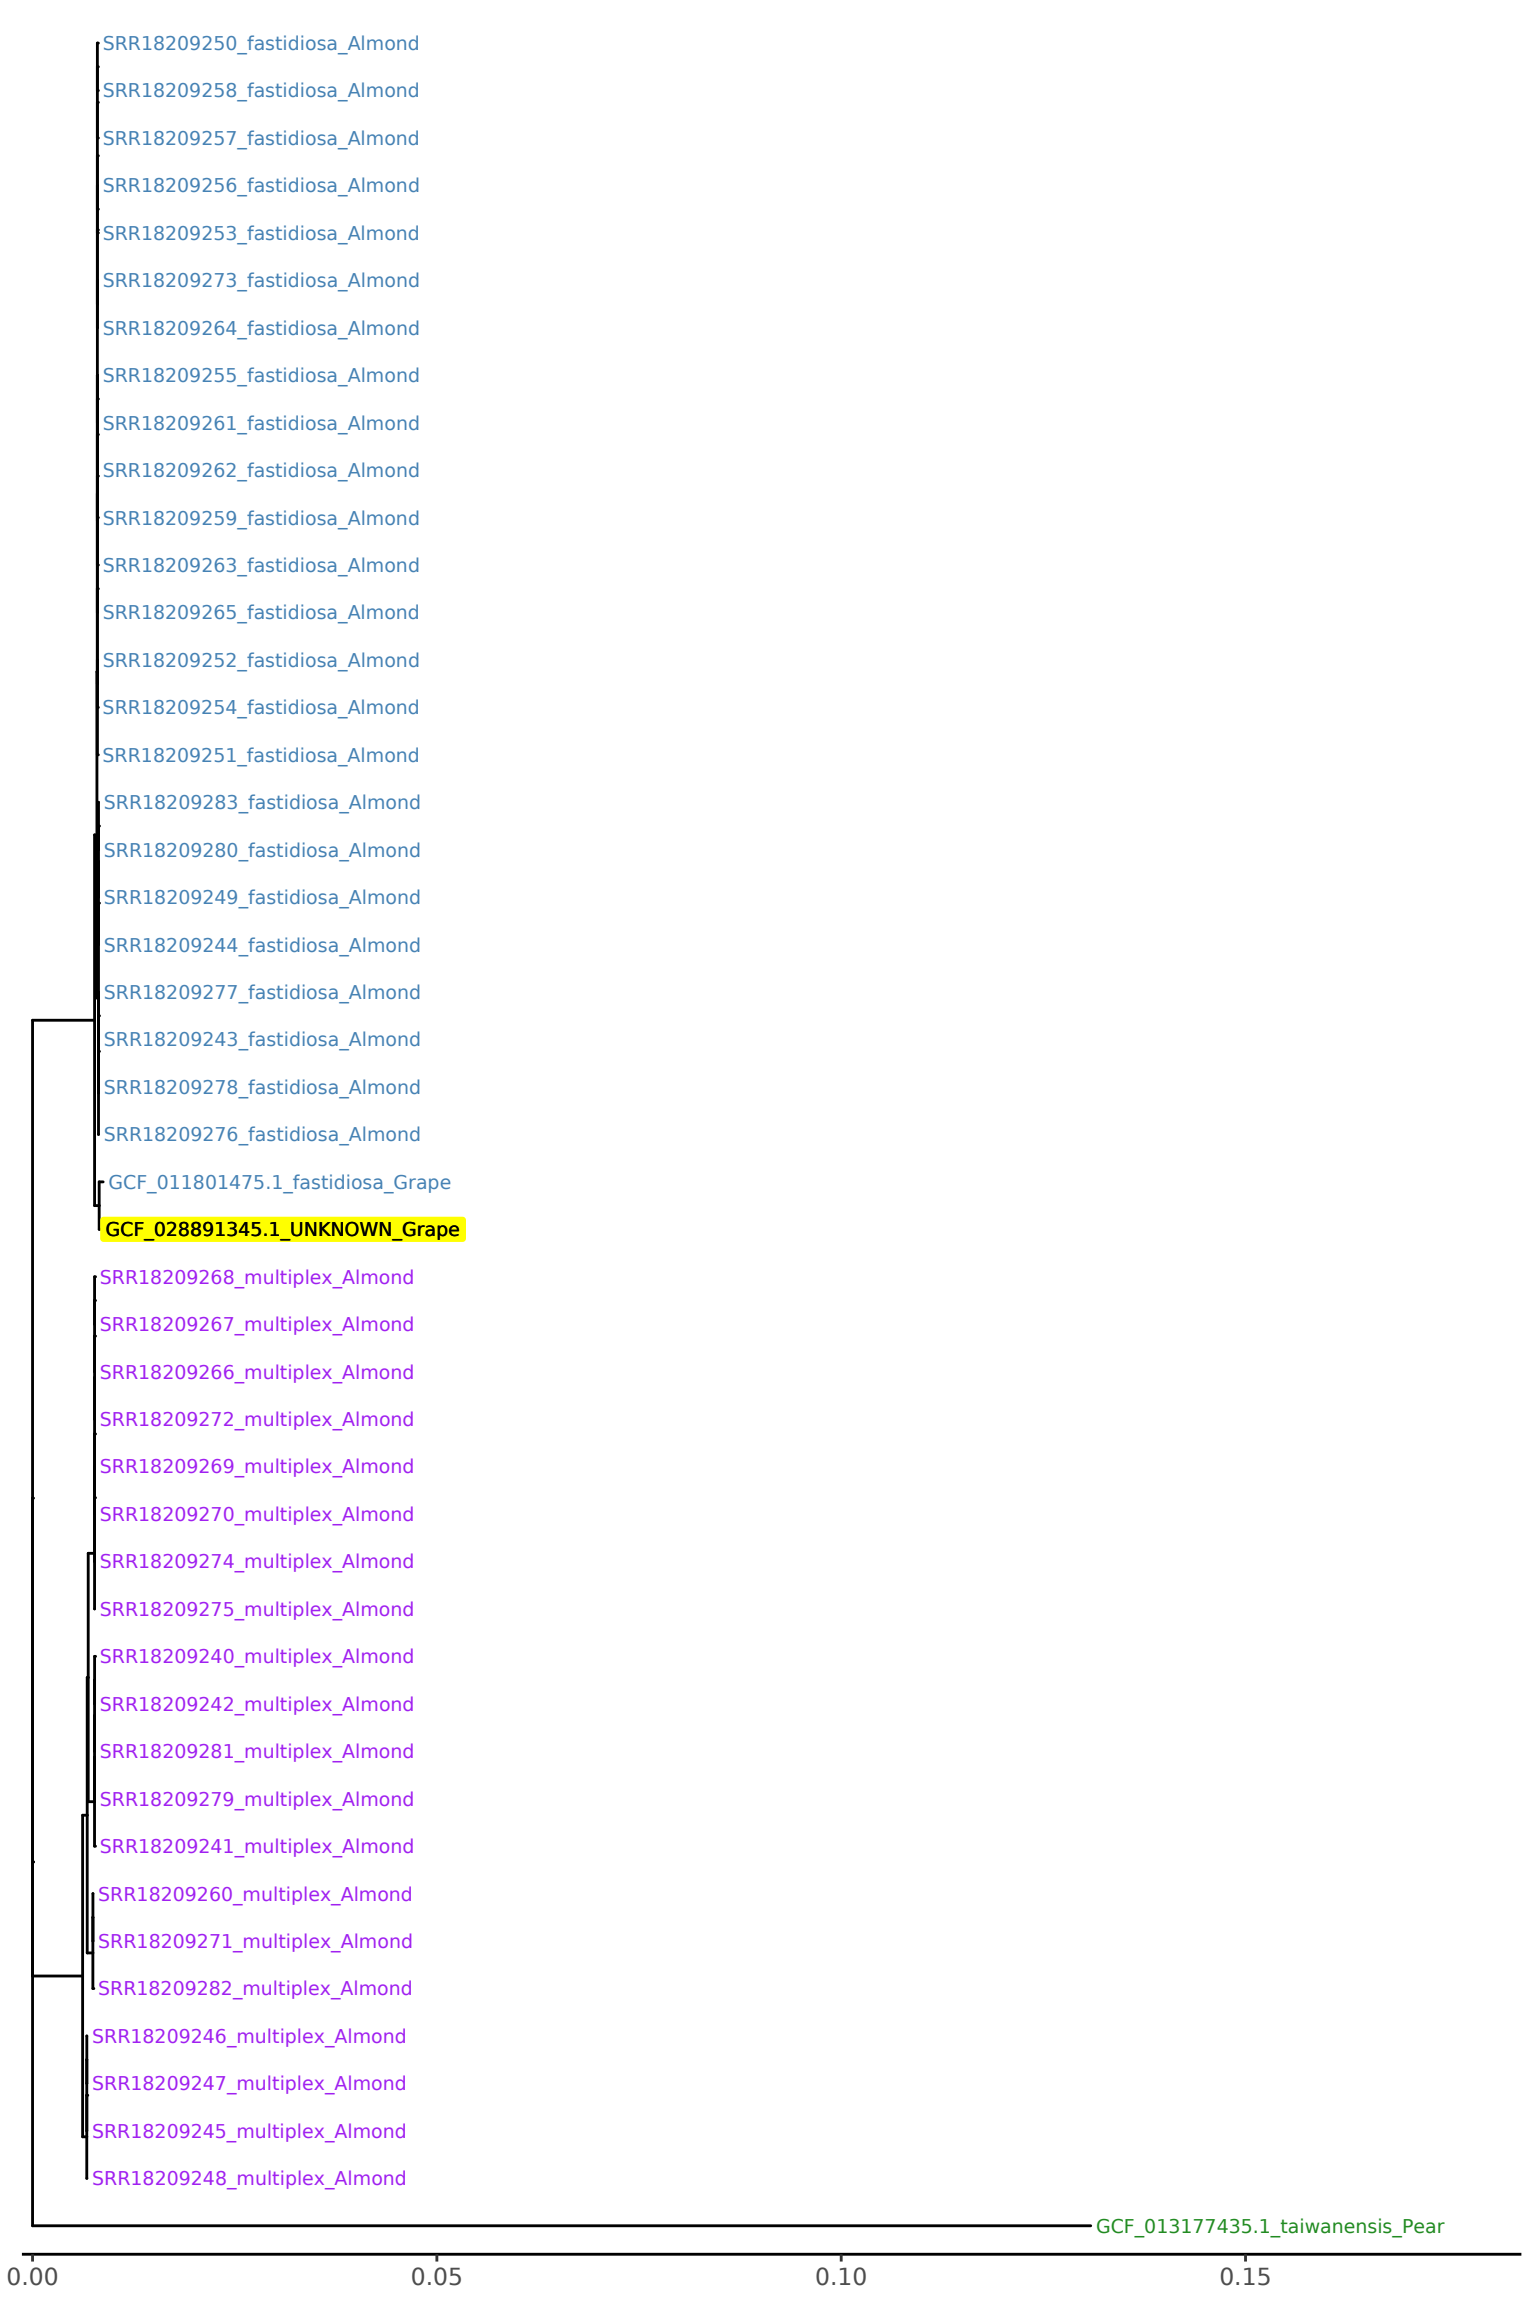 SRR18209250_fastidiosa_Almond
SRR18209258_fastidiosa_Almond
SRR18209257_fastidiosa_Almond
SRR18209256_fastidiosa_Almond
SRR18209253_fastidiosa_Almond
SRR18209273_fastidiosa_Almond
SRR18209264_fastidiosa_Almond
SRR18209255_fastidiosa_Almond
SRR18209261_fastidiosa_Almond
SRR18209262_fastidiosa_Almond
SRR18209259_fastidiosa_Almond
SRR18209263_fastidiosa_Almond
SRR18209265_fastidiosa_Almond
SRR18209252_fastidiosa_Almond
SRR18209254_fastidiosa_Almond
SRR18209251_fastidiosa_Almond
SRR18209283_fastidiosa_Almond
SRR18209280_fastidiosa_Almond
SRR18209249_fastidiosa_Almond
SRR18209244_fastidiosa_Almond
SRR18209277_fastidiosa_Almond
SRR18209243_fastidiosa_Almond
SRR18209278_fastidiosa_Almond
SRR18209276_fastidiosa_Almond
GCF_011801475.1_fastidiosa_Grape
GCF_028891345.1_UNKNOWN_Grape
SRR18209268_multiplex_Almond
SRR18209267_multiplex_Almond
SRR18209266_multiplex_Almond
SRR18209272_multiplex_Almond
SRR18209269_multiplex_Almond
SRR18209270_multiplex_Almond
SRR18209274_multiplex_Almond
SRR18209275_multiplex_Almond
SRR18209240_multiplex_Almond
SRR18209242_multiplex_Almond
SRR18209281_multiplex_Almond
SRR18209279_multiplex_Almond
SRR18209241_multiplex_Almond
SRR18209260_multiplex_Almond
SRR18209271_multiplex_Almond
SRR18209282_multiplex_Almond
SRR18209246_multiplex_Almond
SRR18209247_multiplex_Almond
SRR18209245_multiplex_Almond
SRR18209248_multiplex_Almond
GCF_013177435.1_taiwanensis_Pear
0.00 0.05 0.10 0.15